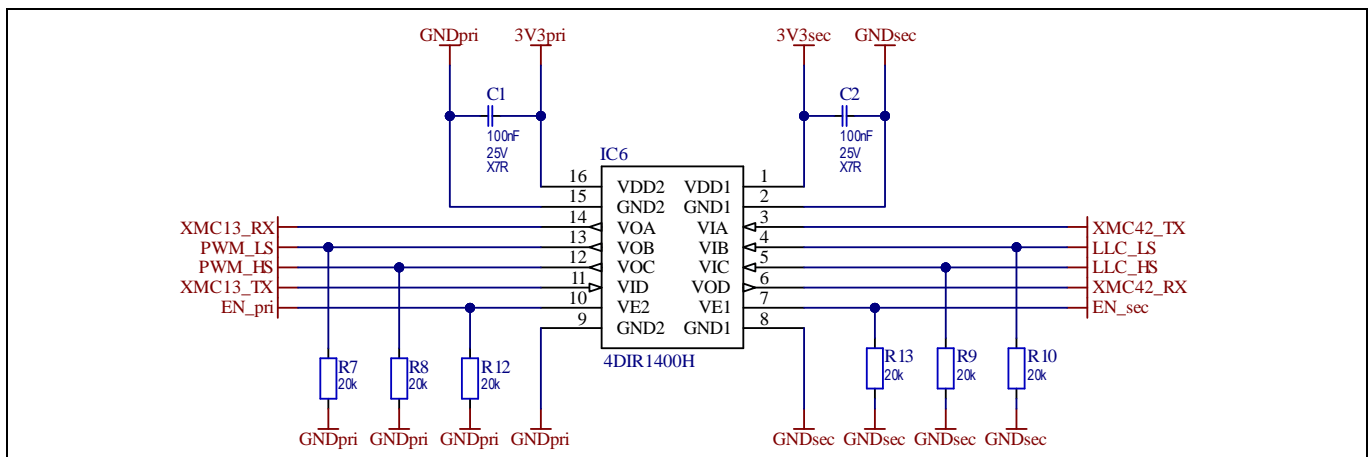 GNDpri 3V3pri 3V3sec GNDsec
C1 C2
100nF 100nF
25V 25V
X7R X7R
IC6
16 VDD2 VDD1 1
15 GND2 GND1 2
XMC13_RX 14 VOA VIA 3 XMC42_TX
PWM_LS 13 VOB VIB 4 LLC_LS
PWM_HS 12 VOC VIC 5 LLC_HS
XMC13_TX 11 VID VOD 6 XMC42_RX
EN_pri 10 VE2 VE1 7 EN_sec
9 GND2 GND1 8
4DIR1400H
R7 R8 R12 R13 R9 R10
20k 20k 20k 20k 20k 20k
GNDpri GNDpri GNDpri GNDpri GNDsec GNDsec GNDsec GNDsec